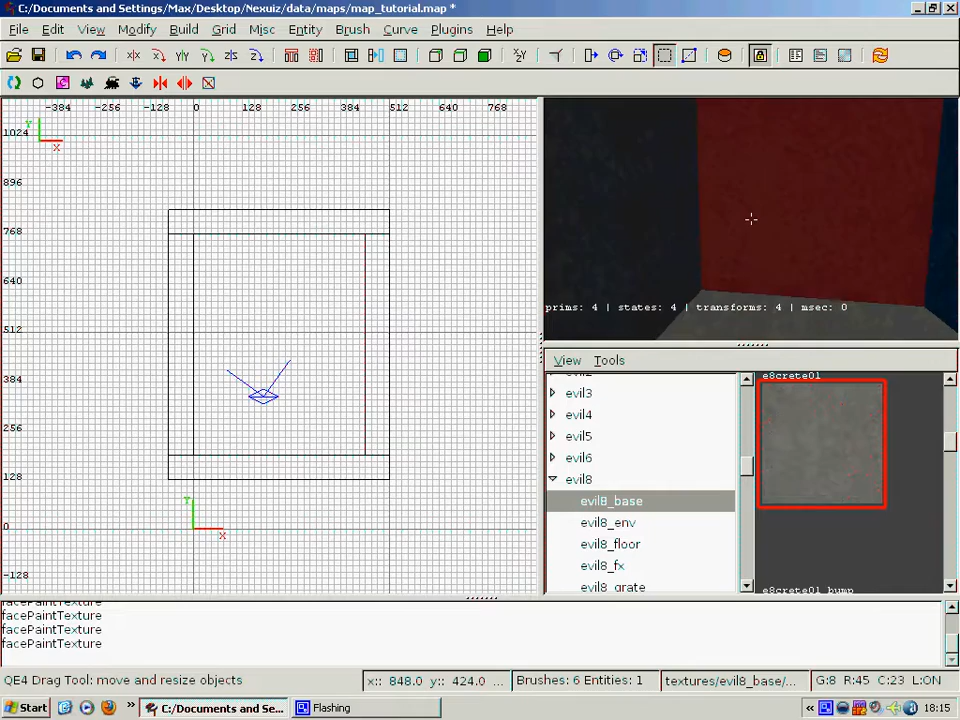 C:/Documents and Settings/Max/Desktop/Nexuiz/data/maps/map_tutorial.map *
File Edit View Modify Build Grid Misc Entity Brush Curve Plugins Help
-384 -256 -128 0 128 256 384 512 640 768
Y
X
1024
896
768
640
512
384
256
128
0
-128
Y
X
prims: 4 | states: 4 | transforms: 4 | msec: 0
View Tools
evil3
evil4
evil5
evil6
evil8
evil8_base
evil8_env
evil8_floor
evil8_fx
evil8_grate
e8crete01
e8crete01_bump
facePaintTexture
facePaintTexture
facePaintTexture
facePaintTexture
QE4 Drag Tool: move and resize objects
x:: 848.0 y:: 424.0 ...
Brushes: 6 Entities: 1
textures/evil8_base/...
G:8 R:45 C:23 L:ON
Start
C:/Documents and Se...
Flashing
18:15